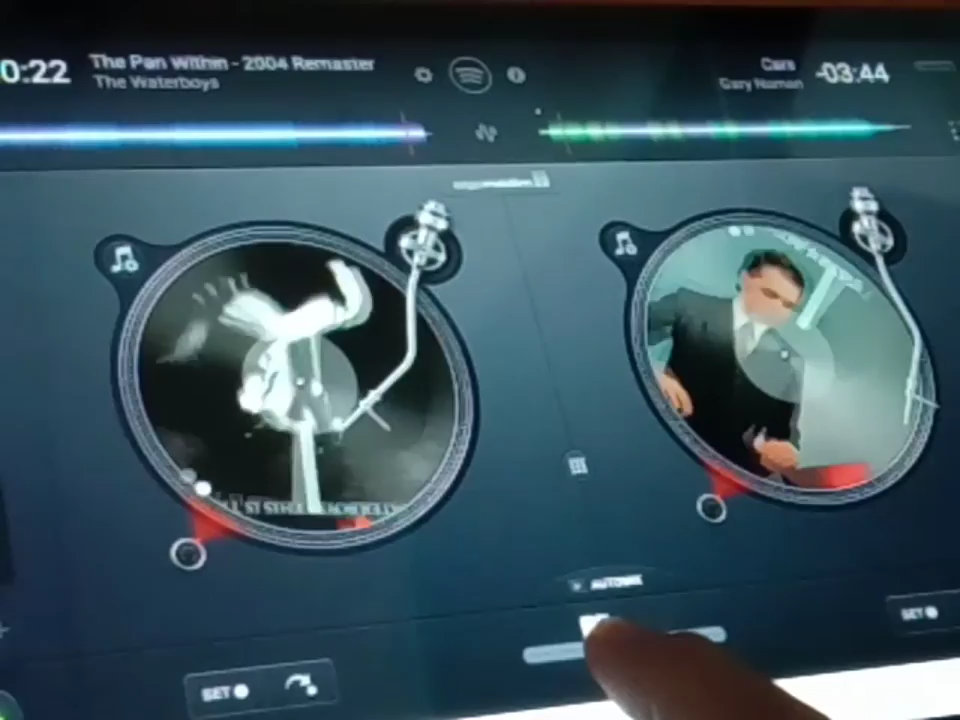 0:22
The Pan Within - 2004 Remaster
The Waterboys
Cars
Gary Numan
-03:44
AUTOMIX
SET
SET